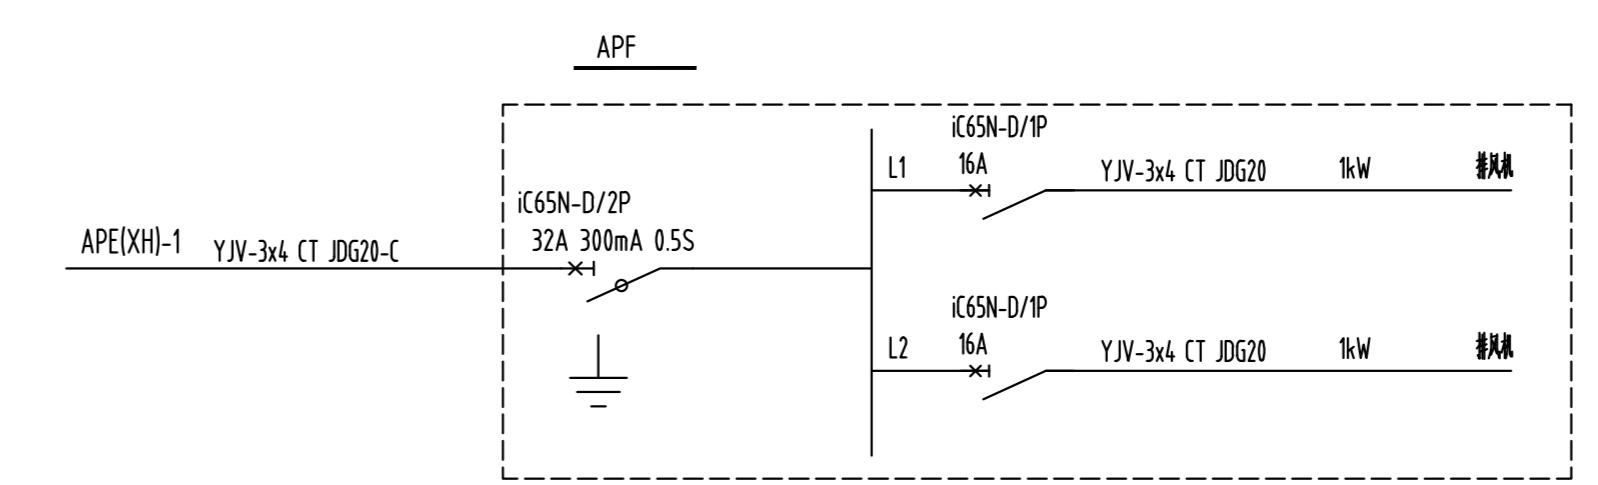 APF
iC65N-D/1P
L1 16A YJV-3x4 CT JDG20 1kW 排风机
iC65N-D/2P
32A 300mA 0.5S
APE(XH)-1 YJV-3x4 CT JDG20-C
iC65N-D/1P
L2 16A YJV-3x4 CT JDG20 1kW 排风机